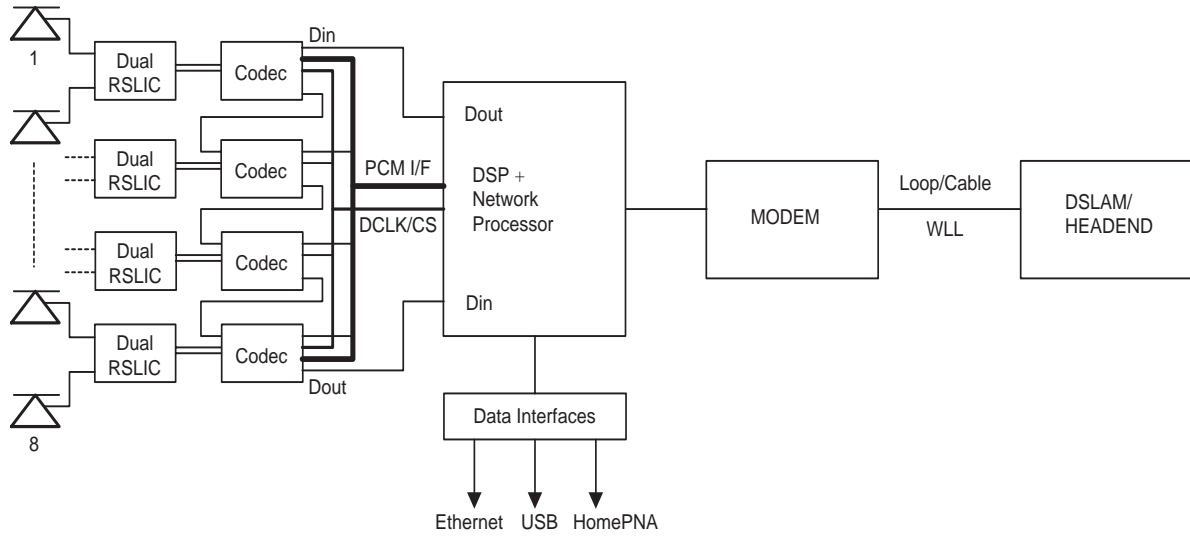 1
Dual
RSLIC
Codec
Din
Dual
RSLIC
Codec
Dual
RSLIC
Codec
Dual
RSLIC
Codec
Dout
8
PCM I/F
DCLK/CS
Dout
DSP +
Network
Processor
Din
MODEM
Loop/Cable
WLL
DSLAM/
HEADEND
Data Interfaces
Ethernet
USB
HomePNA